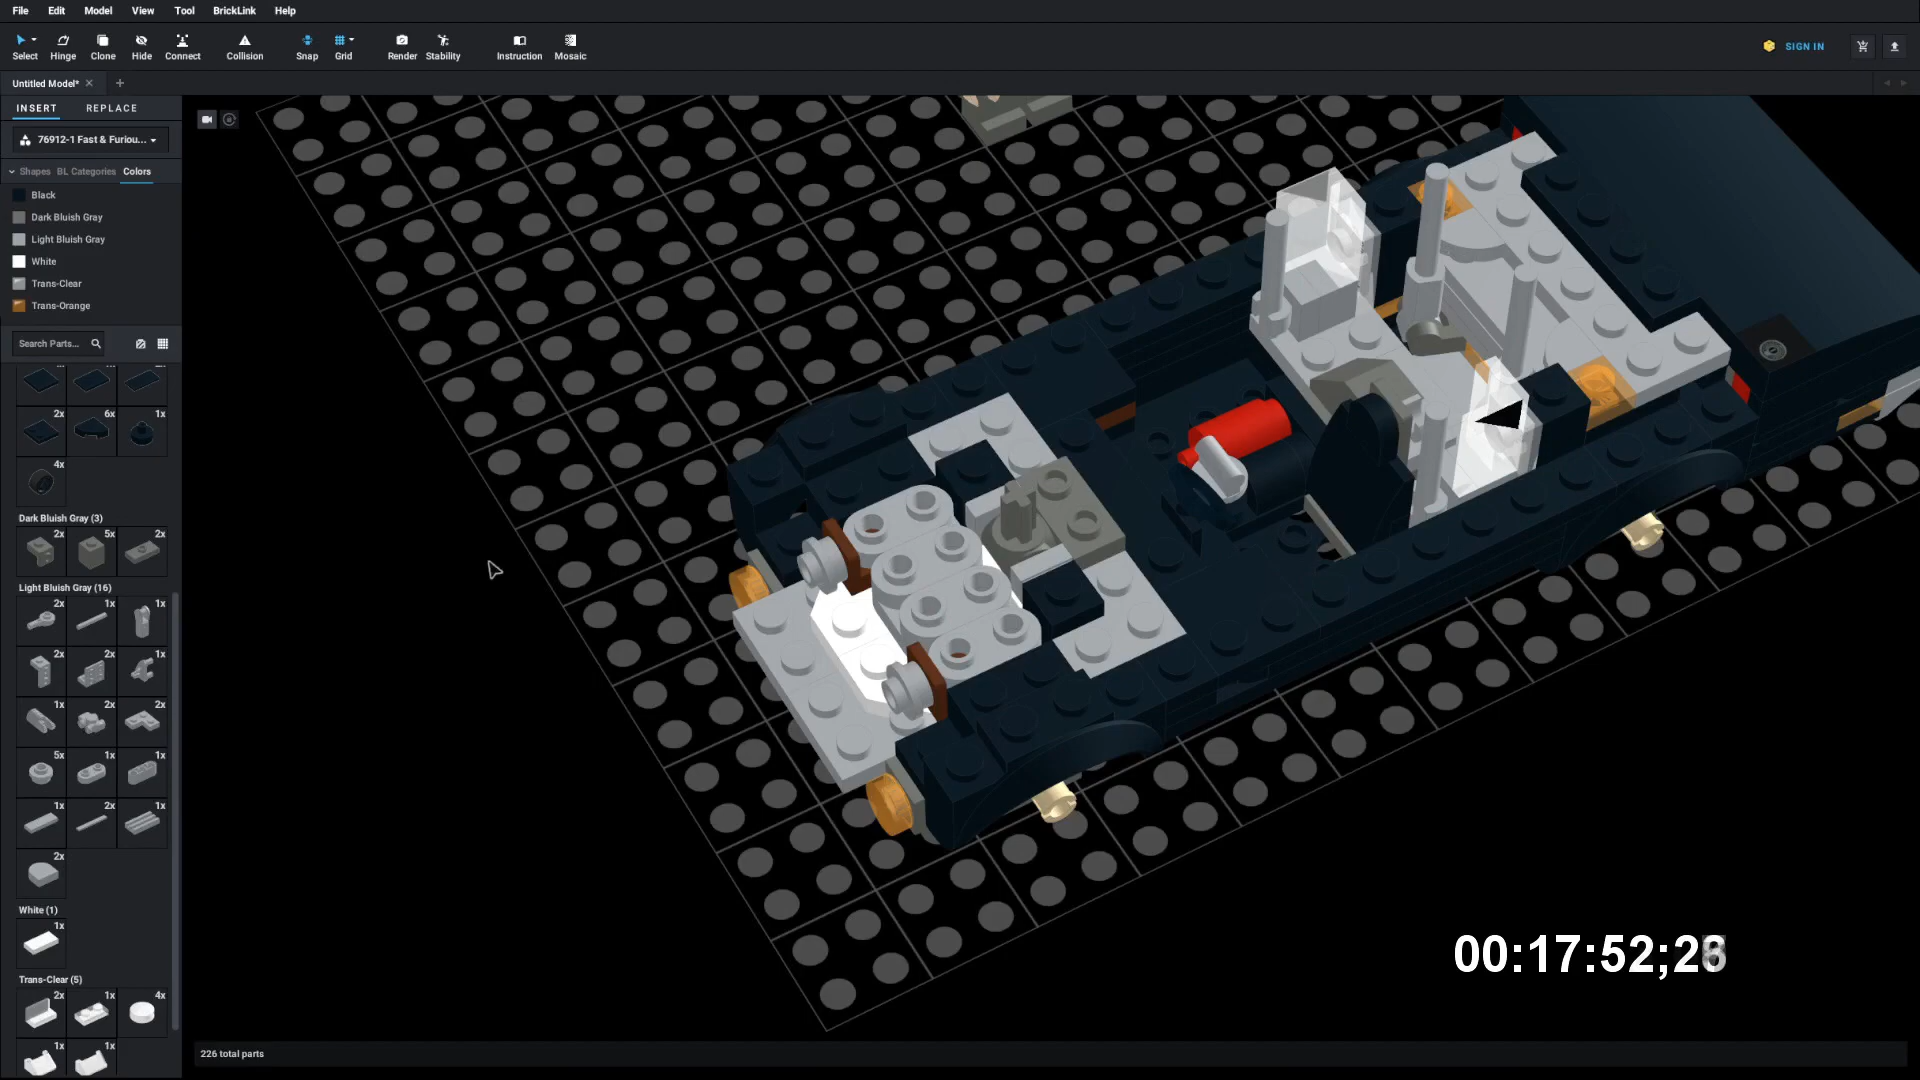 File Edit Model View Tool BrickLink Help
Select Hinge Clone Hide Connect Collision Snap Grid Render Stability Instruction Mosaic SIGN IN
Untitled Model*
INSERT REPLACE
76912-1 Fast & Furiou...
Shapes BL Categories Colors
Black
Dark Bluish Gray
Light Bluish Gray
White
Trans-Clear
Trans-Orange
Search Parts...
2x 6x 1x
4x
Dark Bluish Gray (3)
2x 5x 2x
Light Bluish Gray (16)
2x 1x 1x
2x 2x 1x
1x 2x 2x
5x 1x 1x
1x 2x 1x
2x
White (1)
1x
Trans-Clear (5)
2x 1x 4x
1x 1x
00:17:52;2
226 total parts